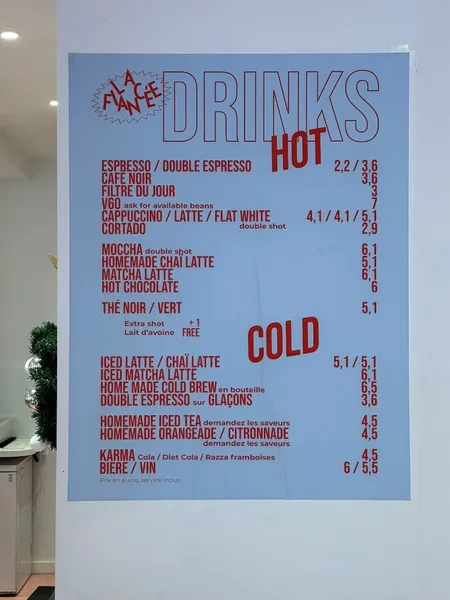 LA
FIANCÉE
DRINKS
HOT
ESPRESSO / DOUBLE ESPRESSO 2,2 / 3,6
CAFÉ NOIR 3,6
FILTRE DU JOUR 3
V60 ask for available beans 7
CAPPUCCINO / LATTE / FLAT WHITE 4,1 / 4,1 / 5,1
double shot
CORTADO 2,9
MOCCHA double shot 6,1
HOMEMADE CHAÏ LATTE 5,1
MATCHA LATTE 6,1
HOT CHOCOLATE 6
THÉ NOIR / VERT 5,1
Extra shot +1
Lait d'avoine FREE
COLD
ICED LATTE / CHAÏ LATTE 5,1 / 5,1
ICED MATCHA LATTE 6,1
HOME MADE COLD BREW en bouteille 6,5
DOUBLE ESPRESSO sur GLAÇONS 3,6
HOMEMADE ICED TEA demandez les saveurs 4,5
HOMEMADE ORANGEADE / CITRONNADE 4,5
demandez les saveurs
KARMA Cola / Diet Cola / Razza framboises 4,5
BIERE / VIN 6 / 5,5
Prix en euros, service inclus